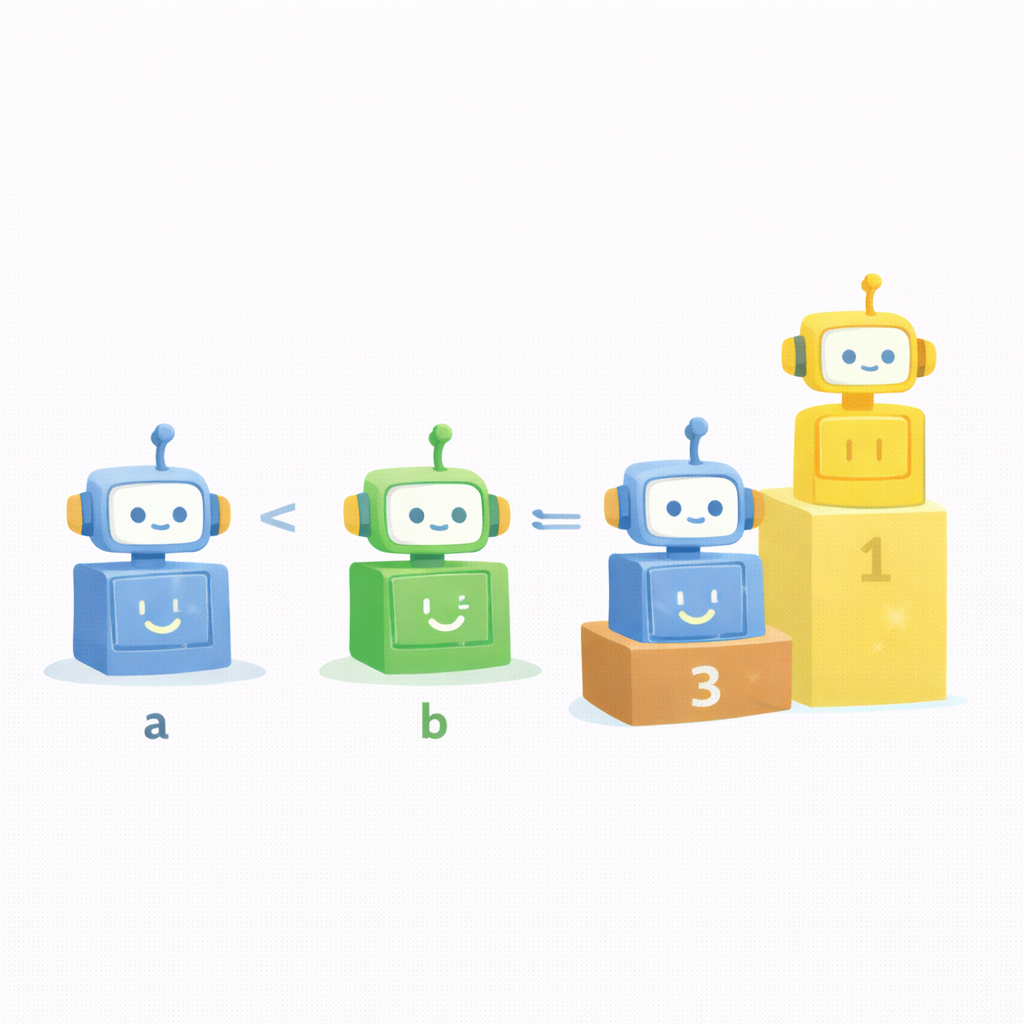 a < b = 3 1